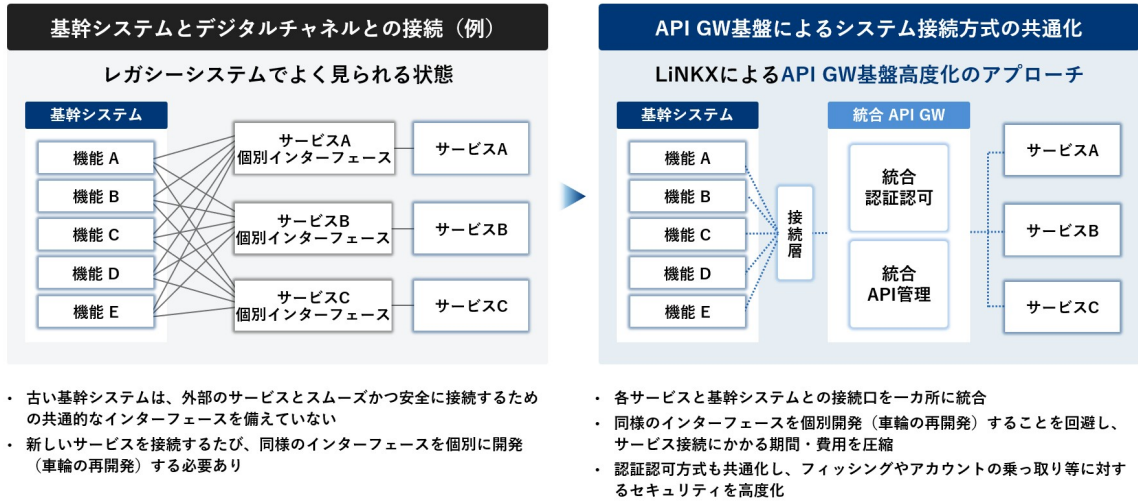 基幹システムとデジタルチャネルとの接続（例）
レガシーシステムでよく見られる状態
基幹システム
機能 A
機能 B
機能 C
機能 D
機能 E
サービスA
個別インターフェース
サービスB
個別インターフェース
サービスC
個別インターフェース
サービスA
サービスB
サービスC
・ 古い基幹システムは、外部のサービスとスムーズかつ安全に接続するため
の共通的なインターフェースを備えていない
・ 新しいサービスを接続するたび、同様のインターフェースを個別に開発
（車輪の再開発）する必要あり
API GW基盤によるシステム接続方式の共通化
LiNKXによるAPI GW基盤高度化のアプローチ
基幹システム
機能 A
機能 B
機能 C
機能 D
機能 E
接続層
統合 API GW
統合
認証認可
統合
API管理
サービスA
サービスB
サービスC
・ 各サービスと基幹システムとの接続口を一カ所に統合
・ 同様のインターフェースを個別開発（車輪の再開発）することを回避し、
サービス接続にかかる期間・費用を圧縮
・ 認証認可方式も共通化し、フィッシングやアカウントの乗っ取り等に対す
るセキュリティを高度化